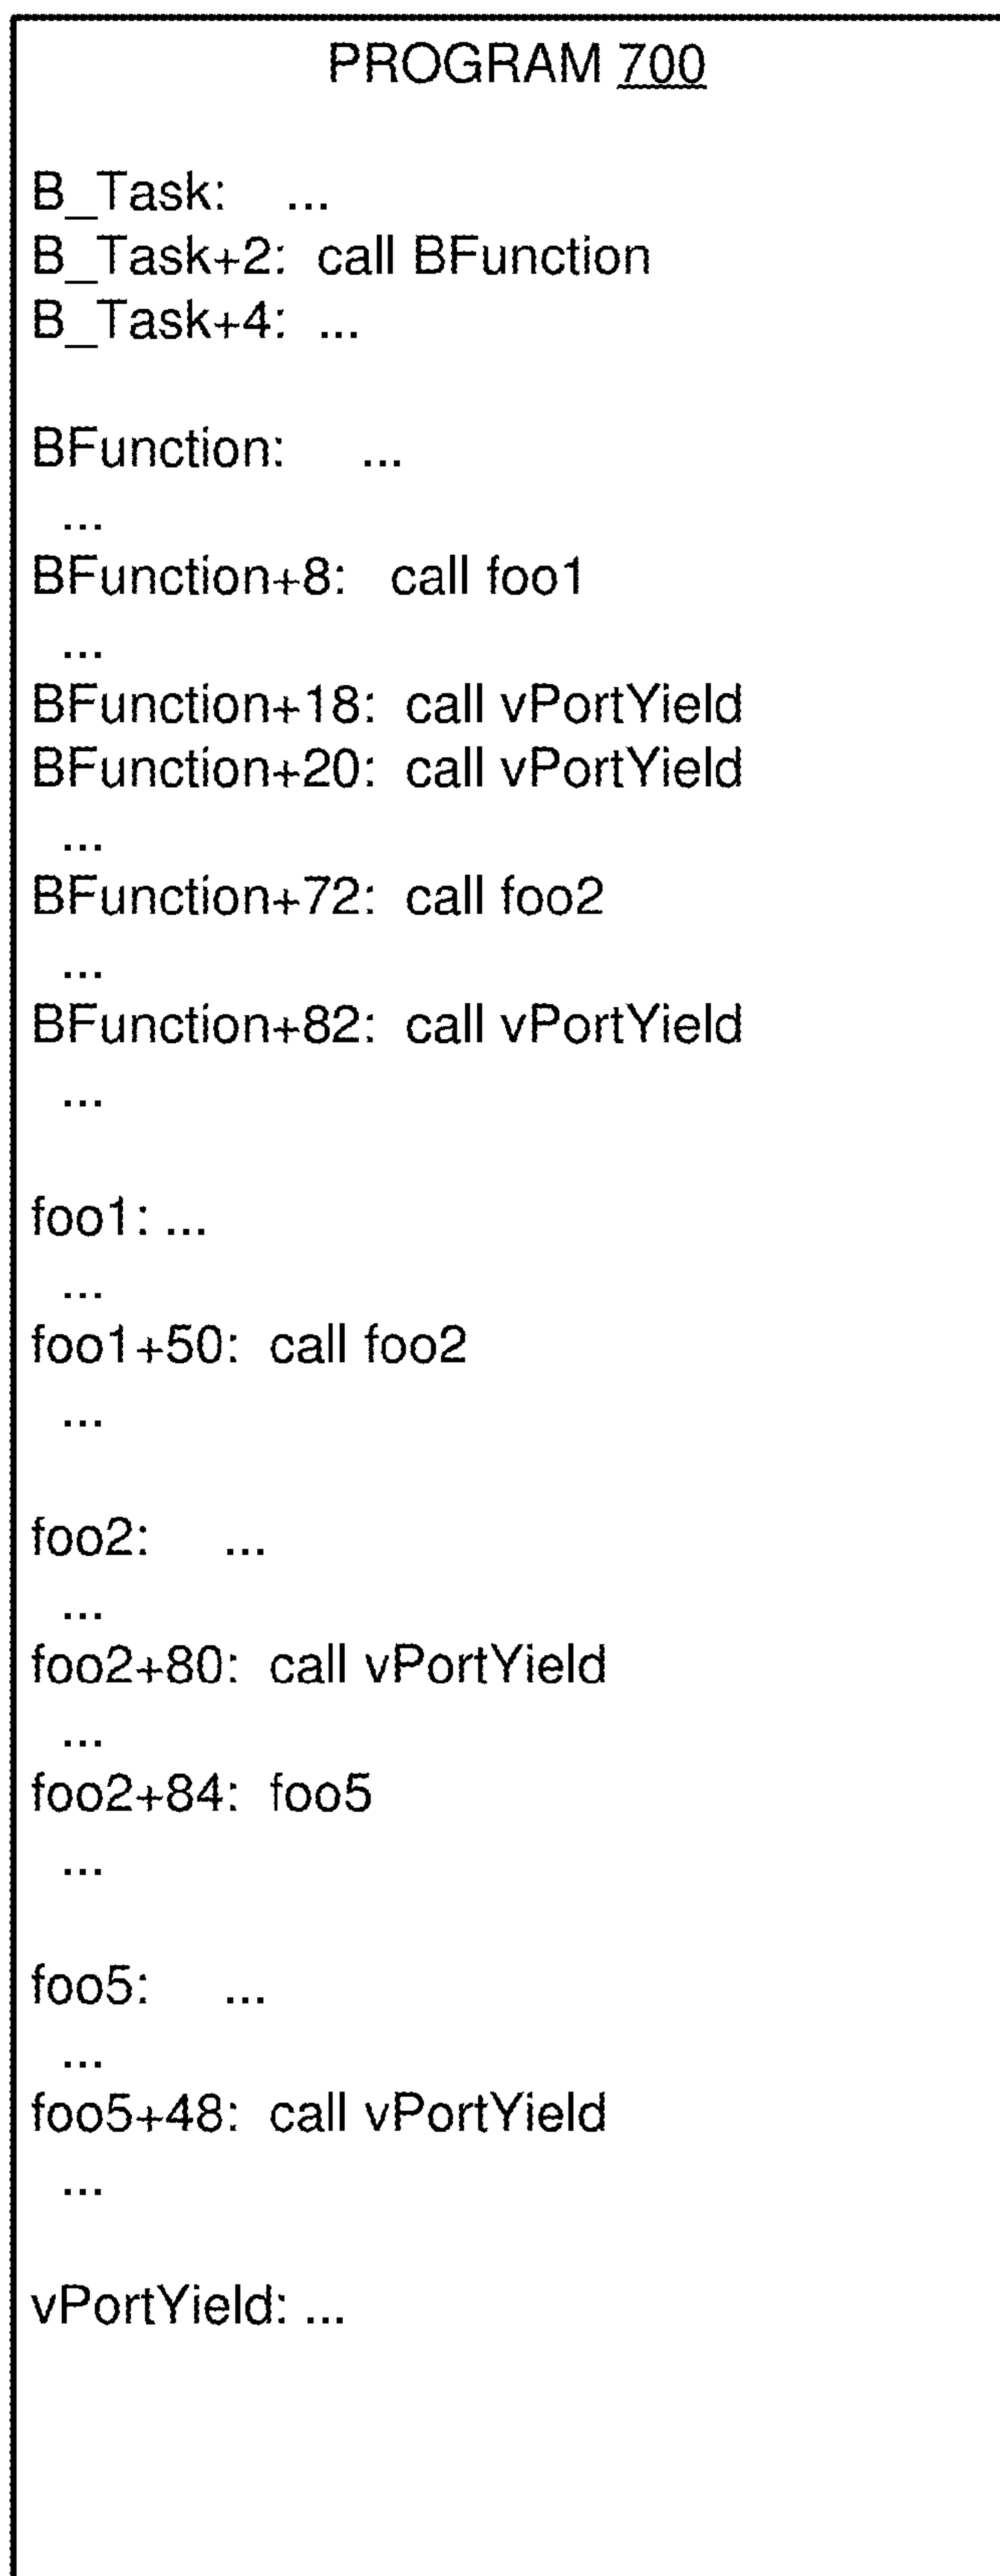 PROGRAM 700
B_Task: ...
B_Task+2: call BFunction
B_Task+4: ...
BFunction: ...
...
BFunction+8: call foo1
...
BFunction+18: call vPortYield
BFunction+20: call vPortYield
...
BFunction+72: call foo2
...
BFunction+82: call vPortYield
...
foo1: ...
...
foo1+50: call foo2
...
foo2: ...
...
foo2+80: call vPortYield
...
foo2+84: foo5
...
foo5: ...
...
foo5+48: call vPortYield
...
vPortYield: ...